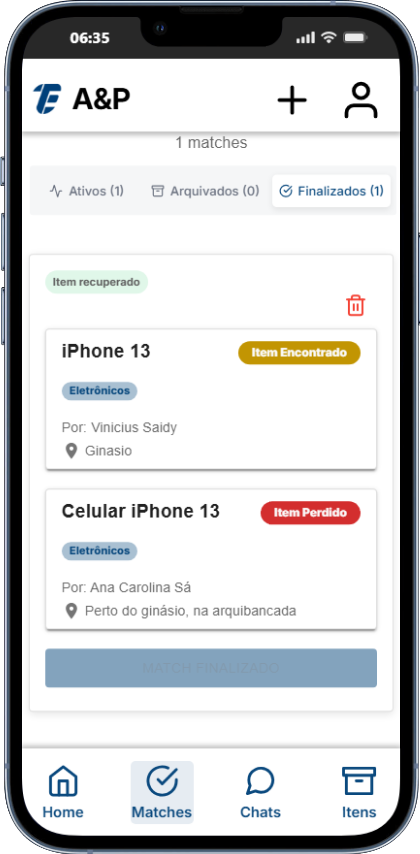 06:35
A&P
1 matches
Ativos (1) Arquivados (0) Finalizados (1)
Item recuperado
iPhone 13 Item Encontrado
Eletrônicos
Por: Vinicius Saidy
Ginasio
Celular iPhone 13 Item Perdido
Eletrônicos
Por: Ana Carolina Sá
Perto do ginásio, na arquibancada
MATCH FINALIZADO
Home Matches Chats Itens